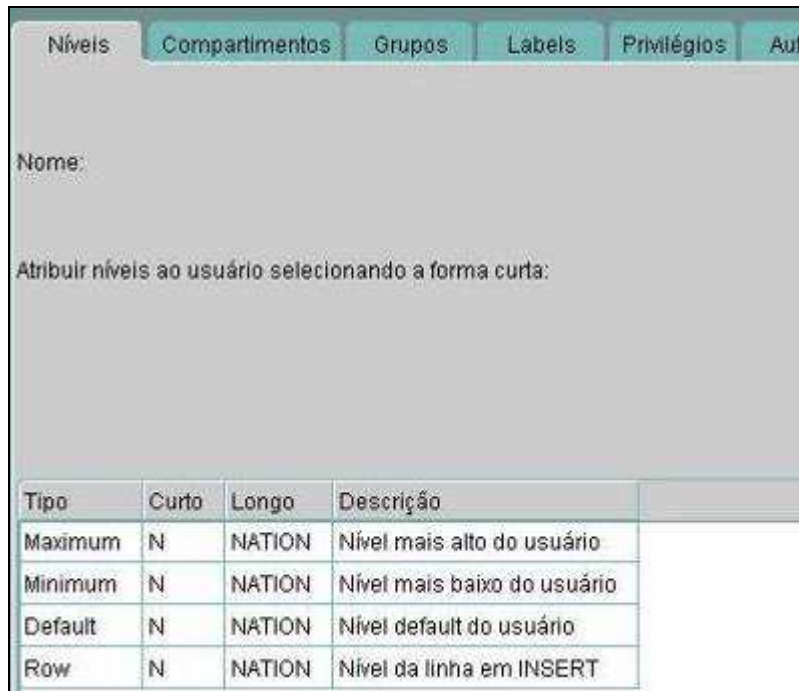 Níveis Compartimentos Grupos Labels Privilégios
Nome:
Atribuir níveis ao usuário selecionando a forma curta:
Tipo Curto Longo Descrição
Maximum N NATION Nível mais alto do usuário
Minimum N NATION Nível mais baixo do usuário
Default N NATION Nível default do usuário
Row N NATION Nível da linha em INSERT